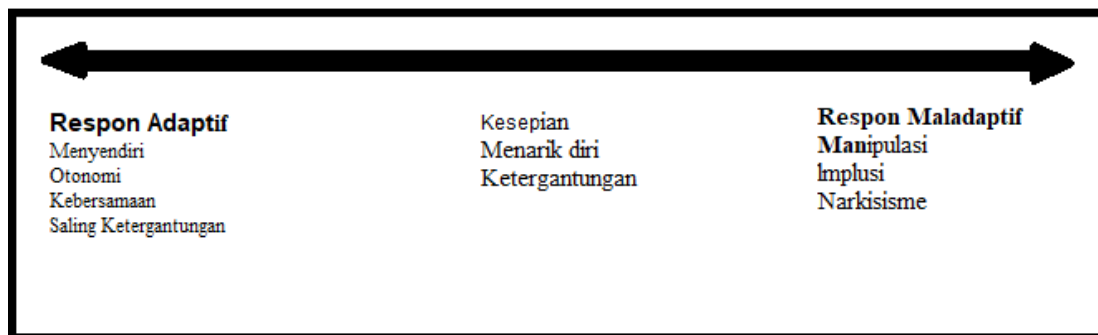 Respon Adaptif
Menyendiri
Otonomi
Kebersamaan
Saling Ketergantungan
Kesepian
Menarik diri
Ketergantungan
Respon Maladaptif
Manipulasi
lmplusi
Narkisisme